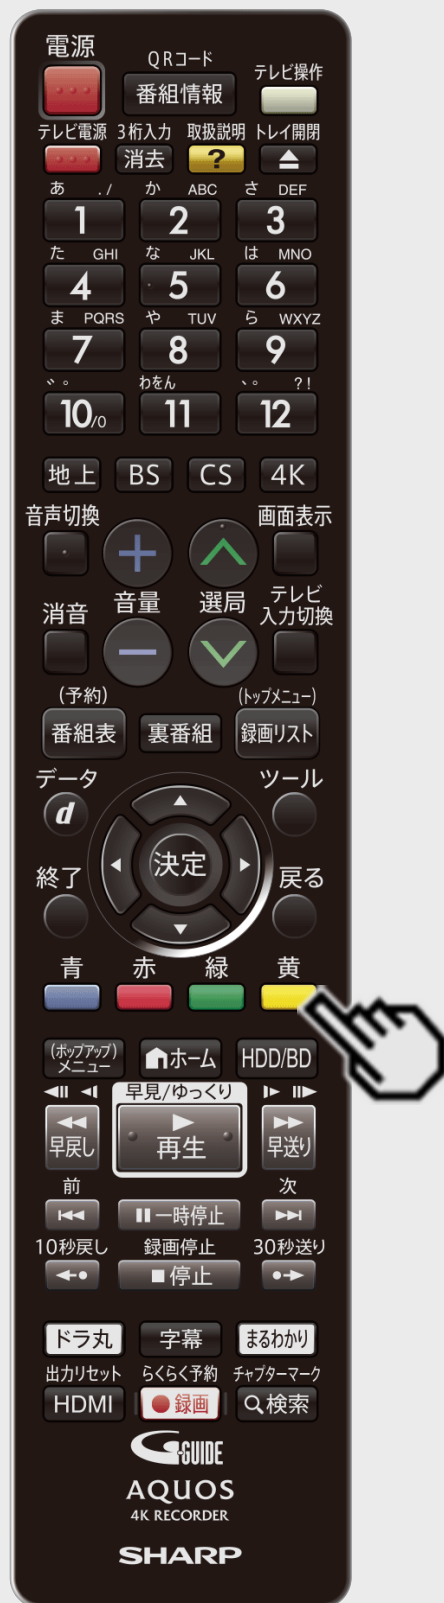 電源
QRコード
番組情報
テレビ操作
テレビ電源 3桁入力 取扱説明 トレイ開閉
消去 ?
あ ./ か ABC さ DEF
1 2 3
た GHI な JKL は MNO
4 5 6
ま PQRS や TUV ら WXYZ
7 8 9
゛゜ わをん 、。 ?!
10/0 11 12
地上 BS CS 4K
音声切換 画面表示
消音 音量 選局 テレビ
入力切換
(予約) (トップメニュー)
番組表 裏番組 録画リスト
データ ツール
d
決定
終了 戻る
青 赤 緑 黄
(ポップアップ)
メニュー ホーム HDD/BD
早見/ゆっくり
早戻し 再生 早送り
前 次
一時停止
10秒戻し 録画停止 30秒送り
停止
ドラ丸 字幕 まるわかり
出力リセット らくらく予約 チャプターマーク
HDMI 録画 検索
G-GUIDE
AQUOS
4K RECORDER
SHARP